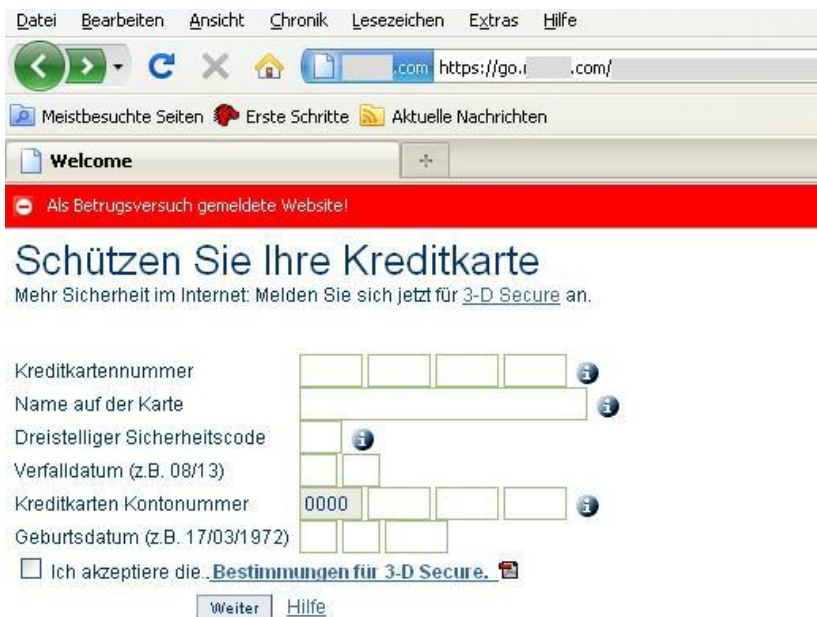 Datei Bearbeiten Ansicht Chronik Lesezeichen Extras Hilfe
.com https://go. .com/
Meistbesuchte Seiten Erste Schritte Aktuelle Nachrichten
Welcome
Als Betrugsversuch gemeldete Website!
Schützen Sie Ihre Kreditkarte
Mehr Sicherheit im Internet: Melden Sie sich jetzt für 3-D Secure an.
Kreditkartennummer
Name auf der Karte
Dreistelliger Sicherheitscode
Verfalldatum (z.B. 08/13)
Kreditkarten Kontonummer 0000
Geburtsdatum (z.B. 17/03/1972)
Ich akzeptiere die..Bestimmungen für 3-D Secure.
Weiter Hilfe